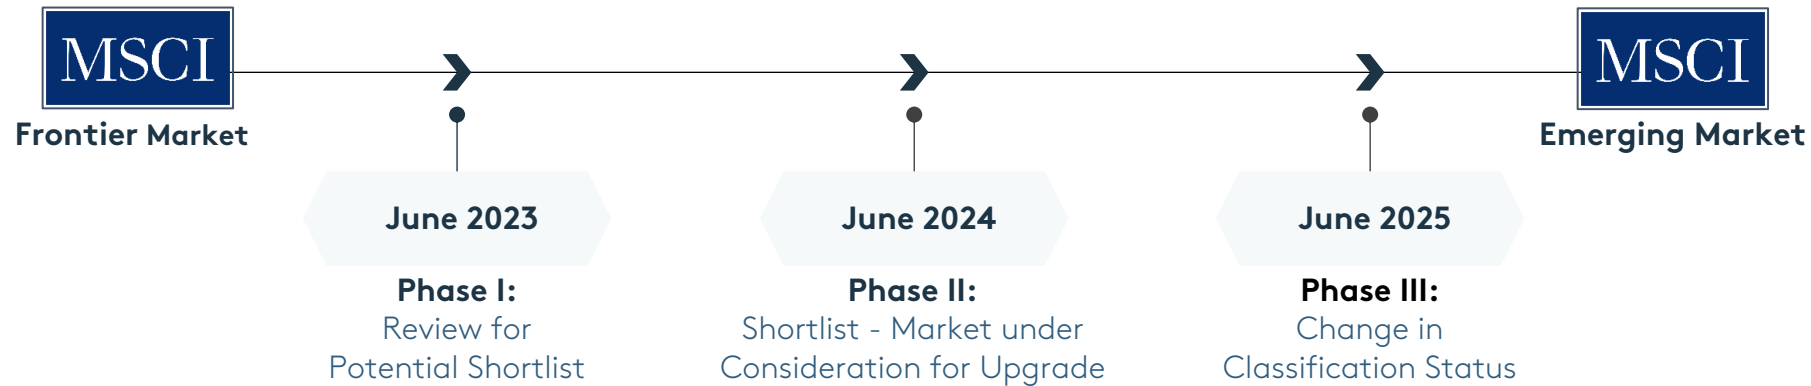 MSCI
MSCI
Frontier Market
Emerging Market
June 2023
June 2024
June 2025
Phase I:
Review for
Potential Shortlist
Phase II:
Shortlist - Market under
Consideration for Upgrade
Phase III:
Change in
Classification Status